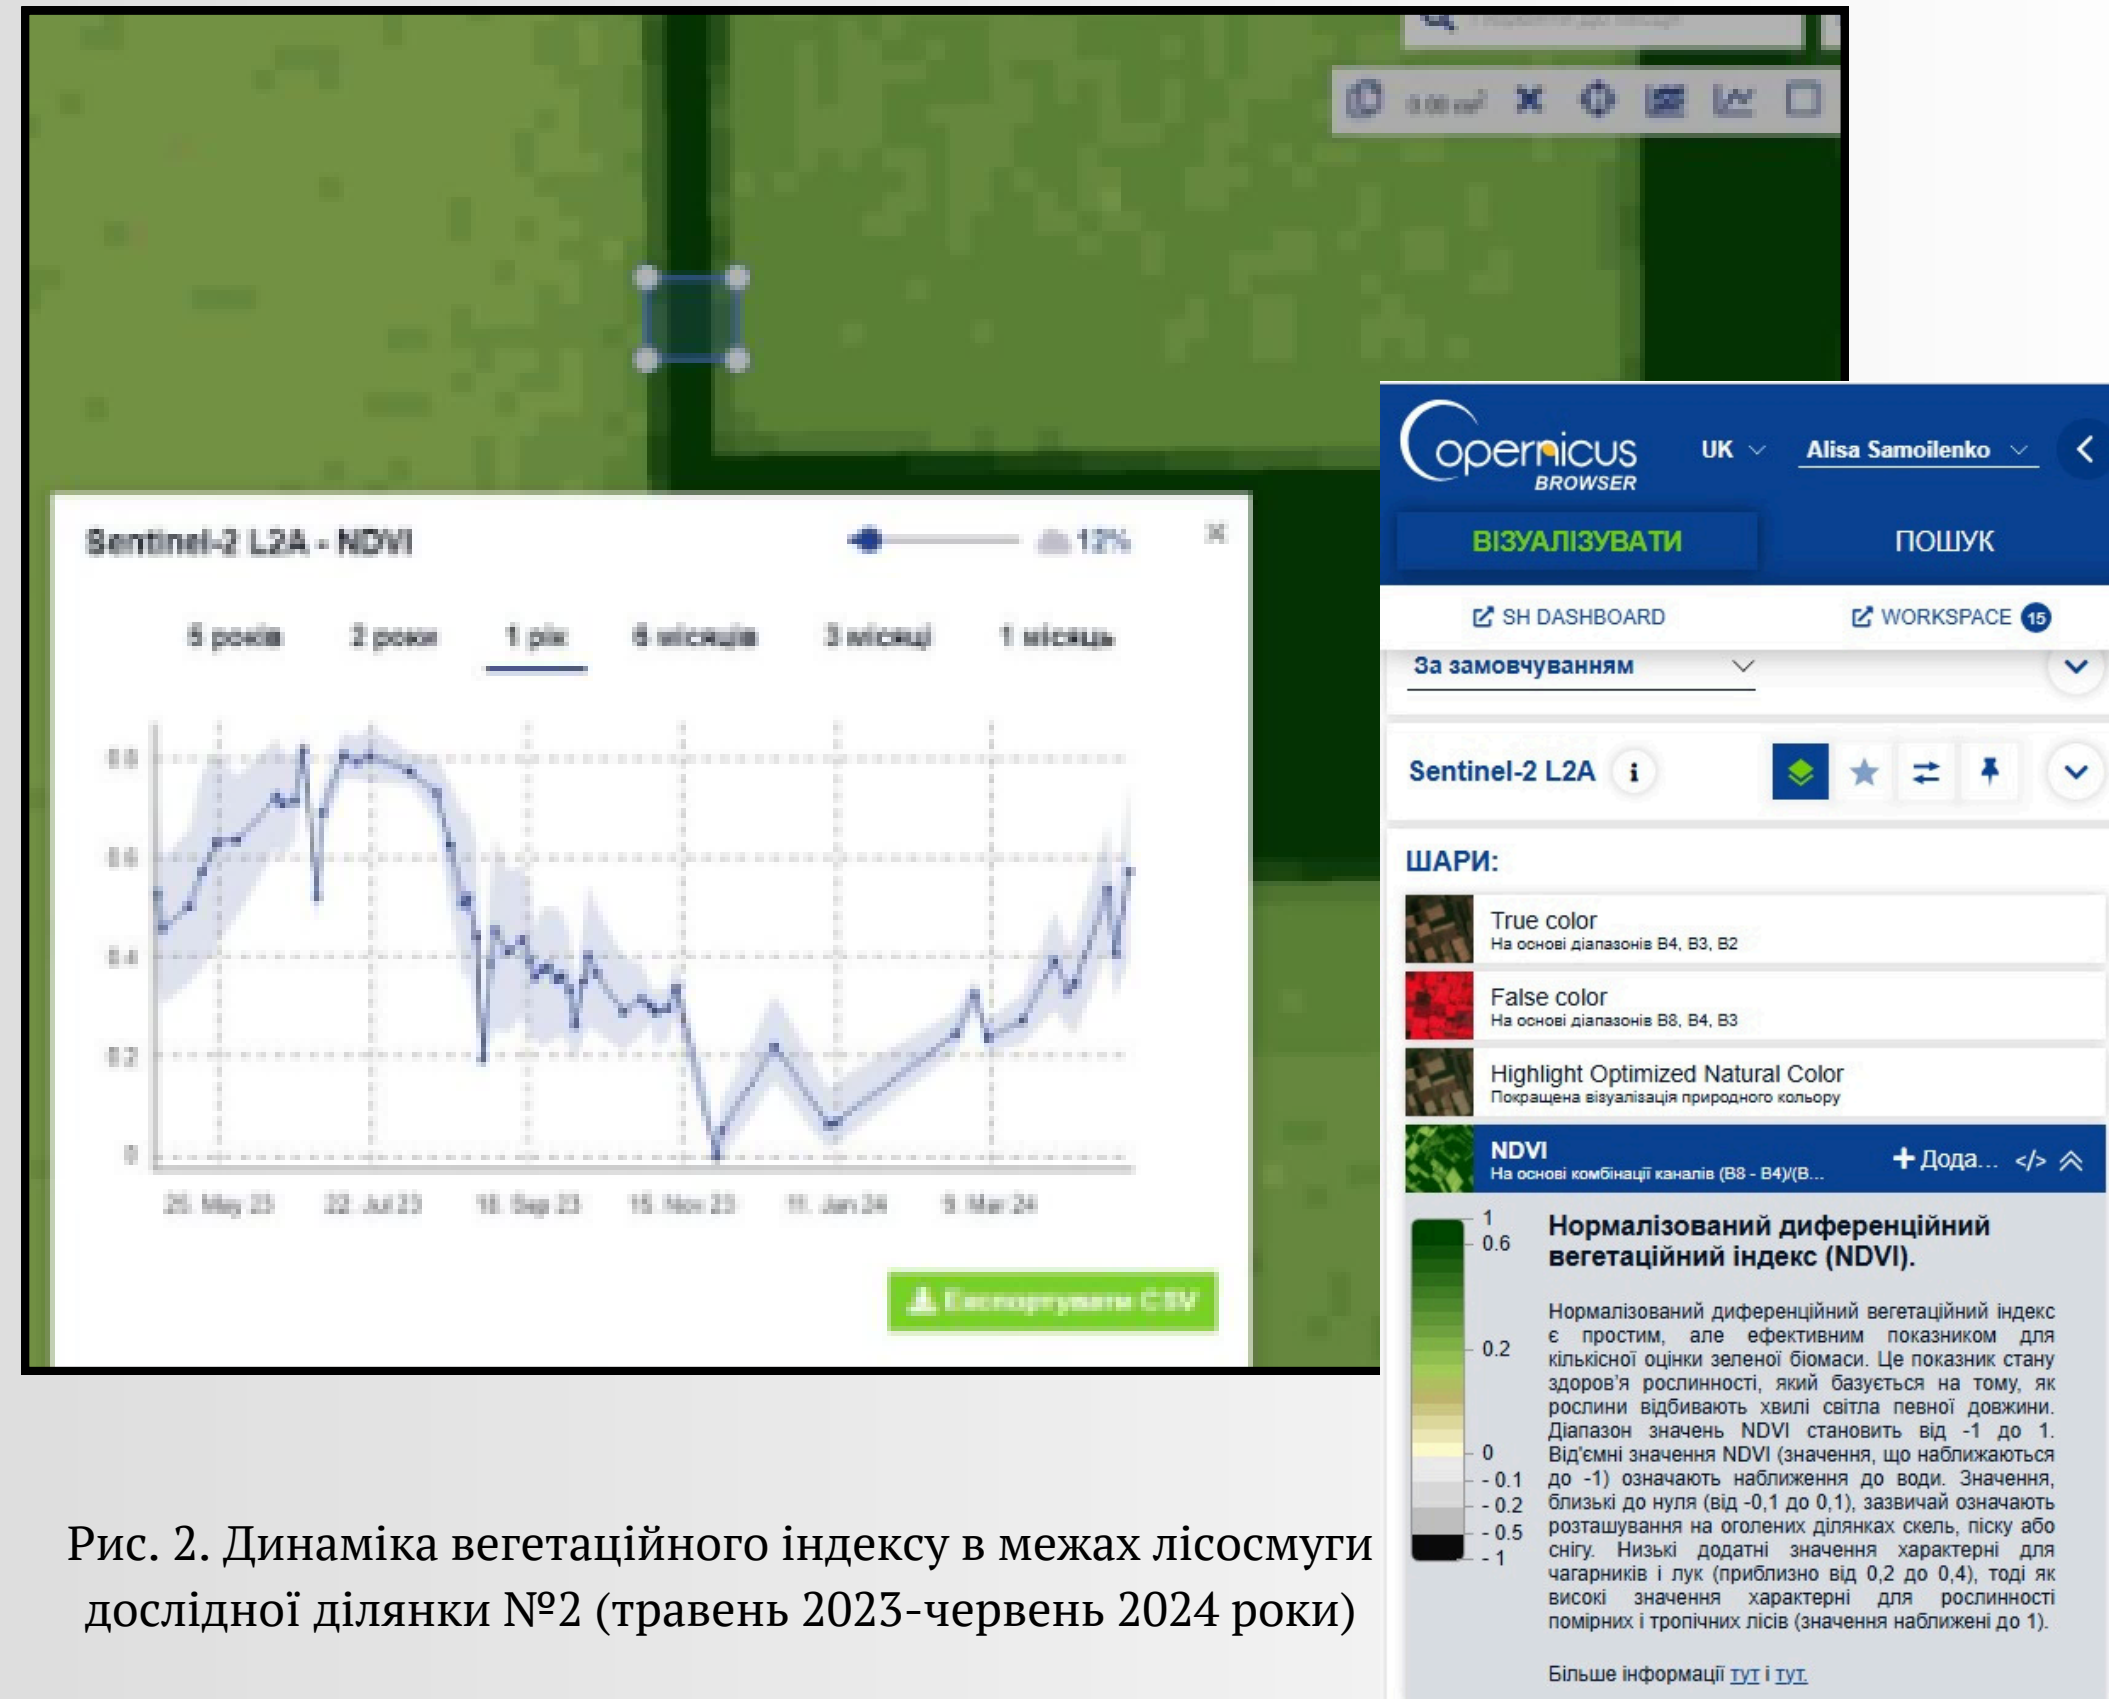 Sentinel-2 L2A - NDVI
12%
5 років 2 роки 1 рік 6 місяців 3 місяці 1 місяць
0.8
0.6
0.4
0.2
0
25. May 23 22. Jul 23 18. Sep 23 15. Nov 23 11. Jan 24 9. Mar 24
Експортувати CSV
Copernicus
BROWSER
UK
Alisa Samoilenko
ВІЗУАЛІЗУВАТИ ПОШУК
SH DASHBOARD WORKSPACE 15
За замовчуванням
Sentinel-2 L2A i
ШАРИ:
True color
На основі діапазонів B4, B3, B2
False color
На основі діапазонів B8, B4, B3
Highlight Optimized Natural Color
Покращена візуалізація природного кольору
NDVI
На основі комбінації каналів (B8 - B4)/(B...
Дода... </>
1
0.6
0.2
0
- 0.1
- 0.2
- 0.5
- 1
Нормалізований диференційний
вегетаційний індекс (NDVI).
Нормалізований диференційний вегетаційний індекс
є простим, але ефективним показником для
кількісної оцінки зеленої біомаси. Це показник стану
здоров'я рослинності, який базується на тому, як
рослини відбивають хвилі світла певної довжини.
Діапазон значень NDVI становить від -1 до 1.
Від'ємні значення NDVI (значення, що наближаються
до -1) означають наближення до води. Значення,
близькі до нуля (від -0,1 до 0,1), зазвичай означають
розташування на оголених ділянках скель, піску або
снігу. Низькі додатні значення характерні для
чагарників і лук (приблизно від 0,2 до 0,4), тоді як
високі значення характерні для рослинності
помірних і тропічних лісів (значення наближені до 1).
Більше інформації тут і тут.
Рис. 2. Динаміка вегетаційного індексу в межах лісосмуги
дослідної ділянки №2 (травень 2023-червень 2024 роки)